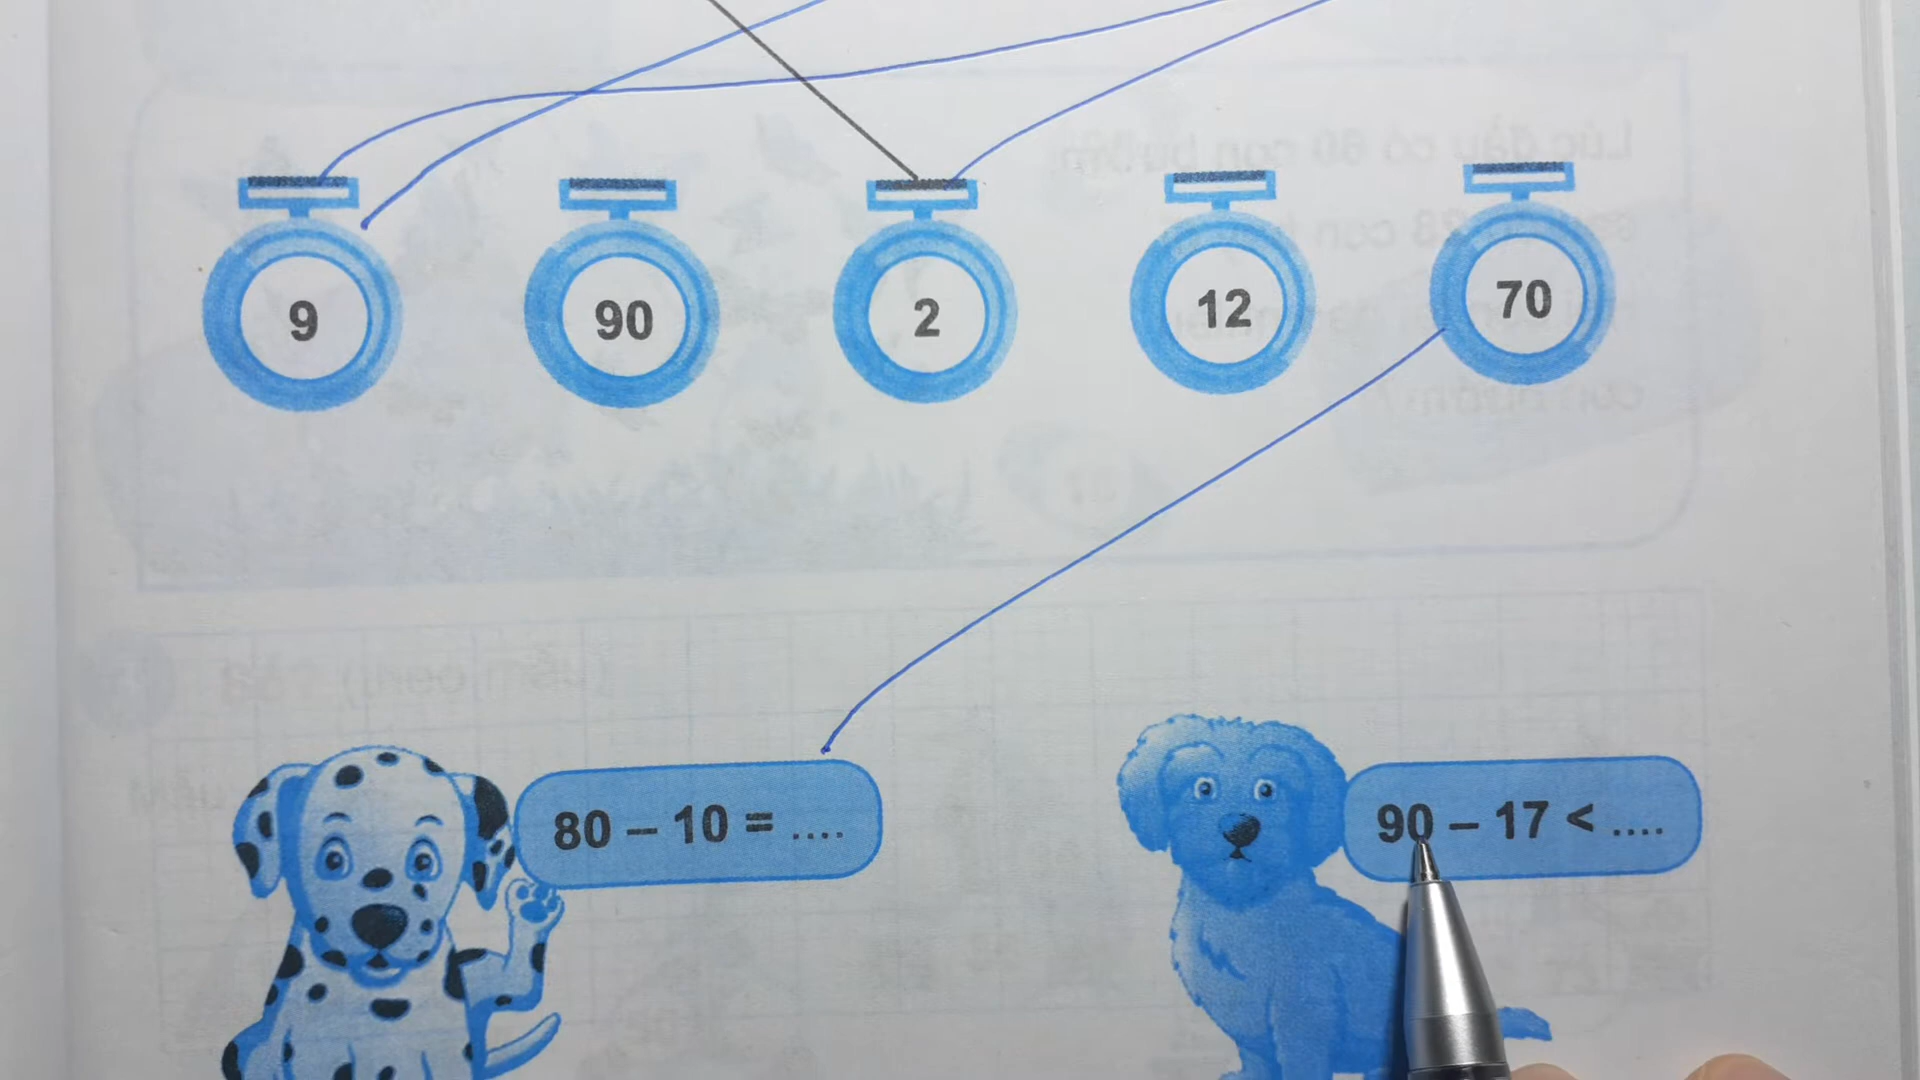 9 90 2 12 70
80 – 10 = ....
90 – 17 < ....